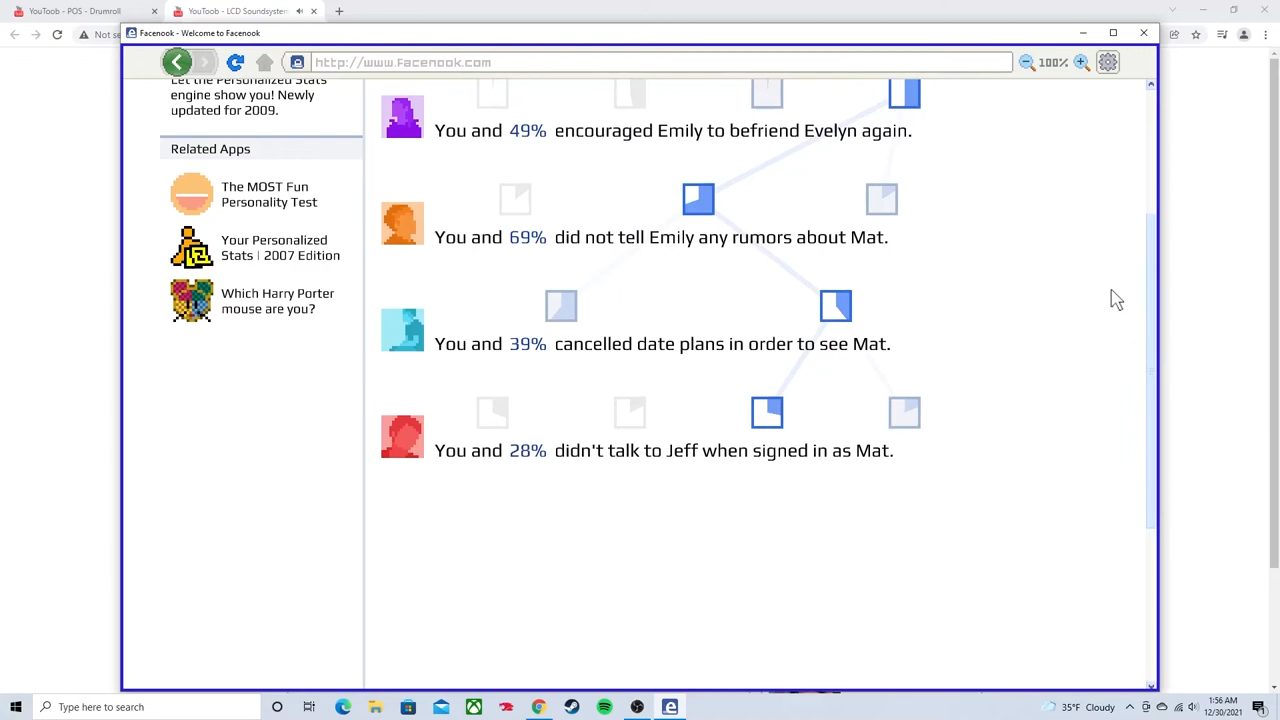 YouToob - POS - Drumroll
YouToob - LCD Soundsystem
Not se
Facenook - Welcome to Facenook
http://www.Facenook.com
100%
Let the Personalized Stats
engine show you! Newly
updated for 2009.
Related Apps
The MOST Fun
Personality Test
Your Personalized
Stats | 2007 Edition
Which Harry Porter
mouse are you?
You and 49% encouraged Emily to befriend Evelyn again.
You and 69% did not tell Emily any rumors about Mat.
You and 39% cancelled date plans in order to see Mat.
You and 28% didn't talk to Jeff when signed in as Mat.
Type here to search
35°F Cloudy
1:56 AM
12/30/2021